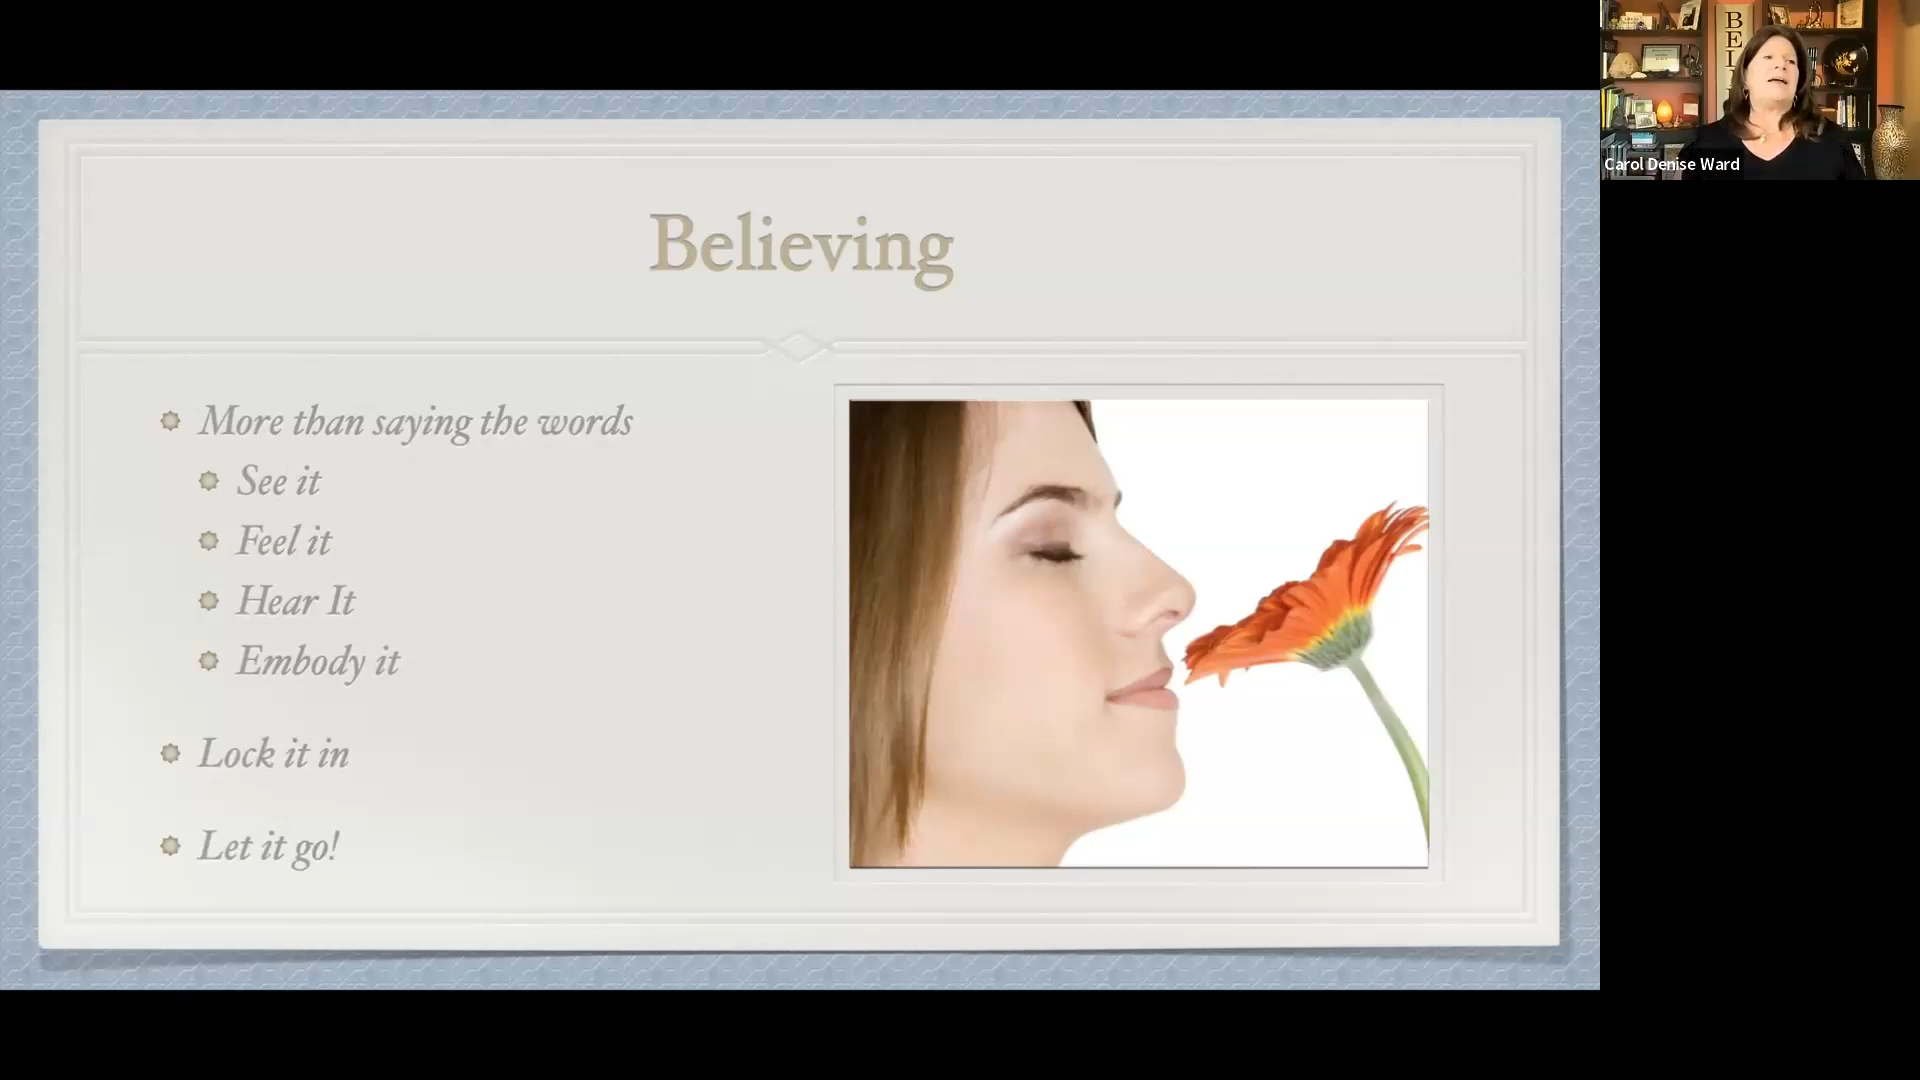 Believing
More than saying the words
See it
Feel it
Hear It
Embody it
Lock it in
Let it go!
BELI
Carol Denise Ward